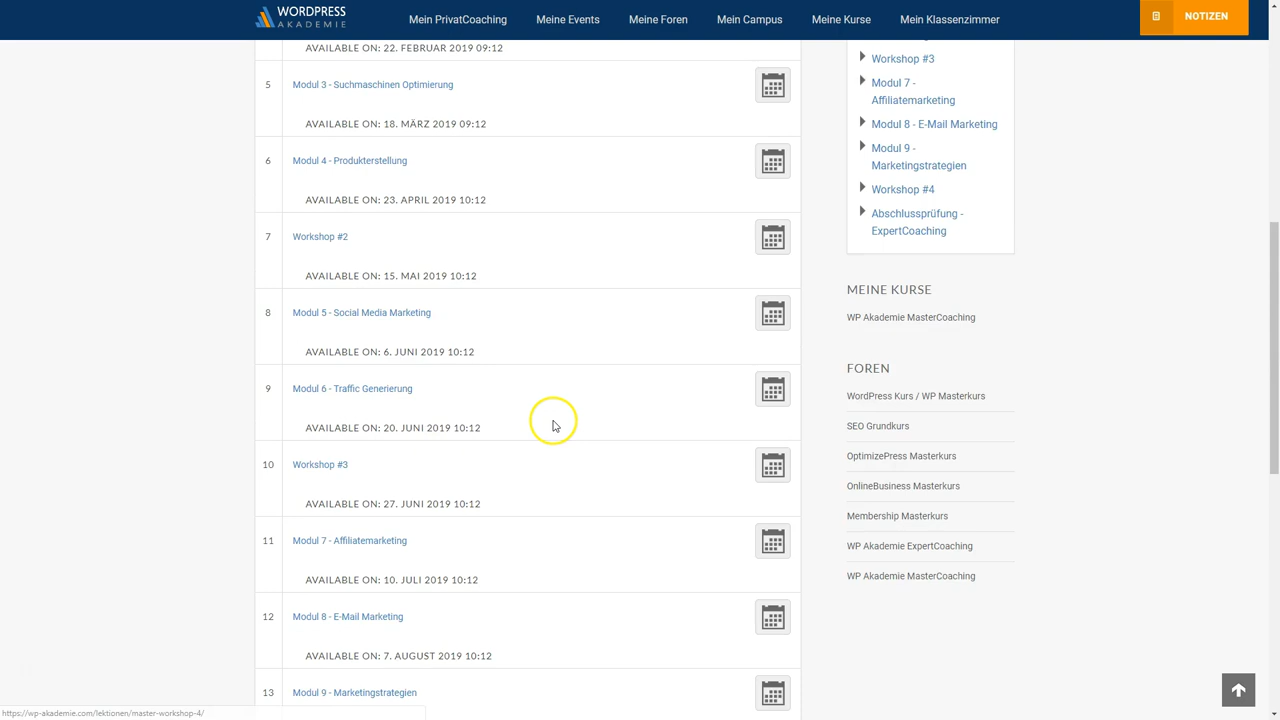 WORDPRESS
AKADEMIE
Mein PrivatCoaching
Meine Events
Meine Foren
Mein Campus
Meine Kurse
Mein Klassenzimmer
NOTIZEN
AVAILABLE ON: 22. FEBRUAR 2019 09:12
5
Modul 3 - Suchmaschinen Optimierung
AVAILABLE ON: 18. MÄRZ 2019 09:12
6
Modul 4 - Produkterstellung
AVAILABLE ON: 23. APRIL 2019 10:12
7
Workshop #2
AVAILABLE ON: 15. MAI 2019 10:12
8
Modul 5 - Social Media Marketing
AVAILABLE ON: 6. JUNI 2019 10:12
9
Modul 6 - Traffic Generierung
AVAILABLE ON: 20. JUNI 2019 10:12
10
Workshop #3
AVAILABLE ON: 27. JUNI 2019 10:12
11
Modul 7 - Affiliatemarketing
AVAILABLE ON: 10. JULI 2019 10:12
12
Modul 8 - E-Mail Marketing
AVAILABLE ON: 7. AUGUST 2019 10:12
13
Modul 9 - Marketingstrategien
Workshop #3
Modul 7 -
Affiliatemarketing
Modul 8 - E-Mail Marketing
Modul 9 -
Marketingstrategien
Workshop #4
Abschlussprüfung -
ExpertCoaching
MEINE KURSE
WP Akademie MasterCoaching
FOREN
WordPress Kurs / WP Masterkurs
SEO Grundkurs
OptimizePress Masterkurs
OnlineBusiness Masterkurs
Membership Masterkurs
WP Akademie ExpertCoaching
WP Akademie MasterCoaching
https://wp-akademie.com/lektionen/master-workshop-4/